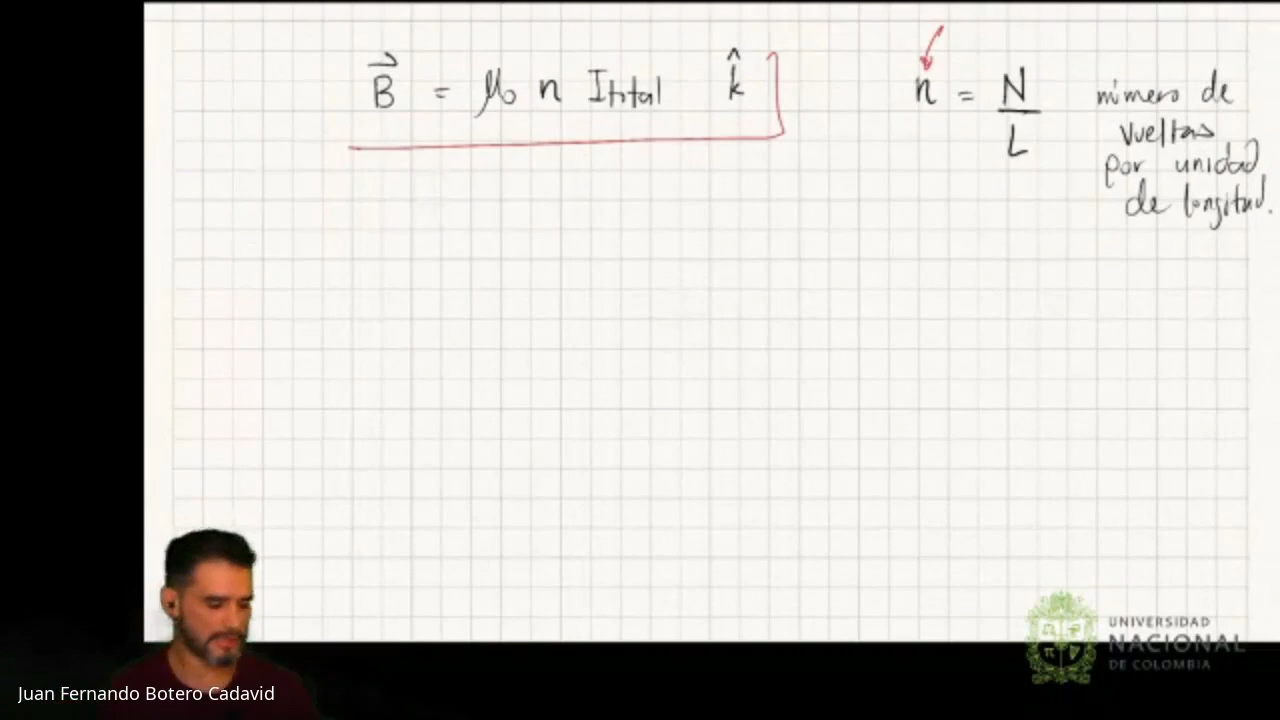 B⃗ = μ₀ n Itotal k̂
n = N/L
número de
vueltas
por unidad
de longitud.
UNIVERSIDAD
NACIONAL
DE COLOMBIA
Juan Fernando Botero Cadavid